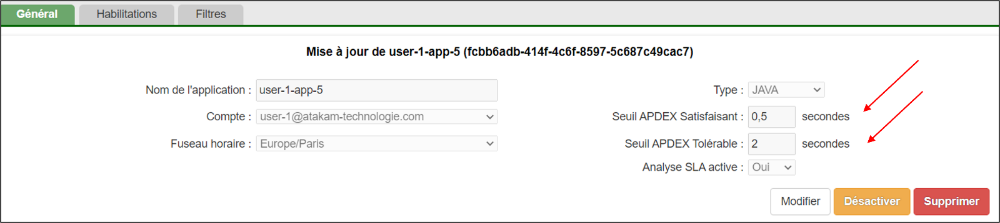 Général Habilitations Filtres
Mise à jour de user-1-app-5 (fcbb6adb-414f-4c6f-8597-5c687c49cac7)
Nom de l'application : user-1-app-5 Type : JAVA
Compte : user-1@atakam-technologie.com Seuil APDEX Satisfaisant : 0,5 secondes
Fuseau horaire : Europe/Paris Seuil APDEX Tolérable : 2 secondes
Analyse SLA active : Oui
Modifier Désactiver Supprimer